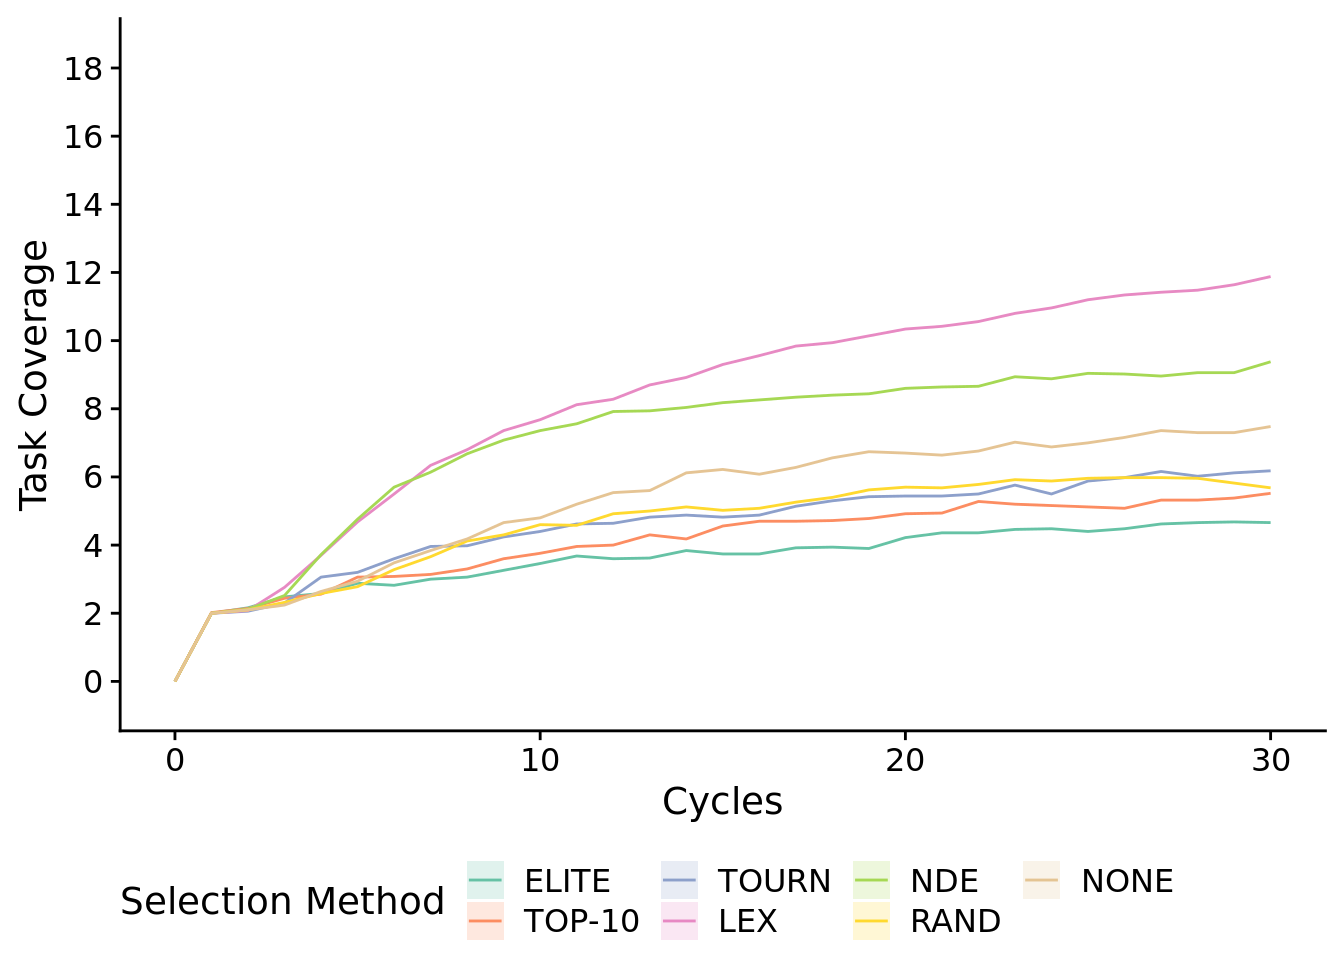 18
16
14
12
10
8
6
4
2
0
Task Coverage
0 10 20 30
Cycles
Selection Method
ELITE TOURN NDE NONE
TOP-10 LEX RAND